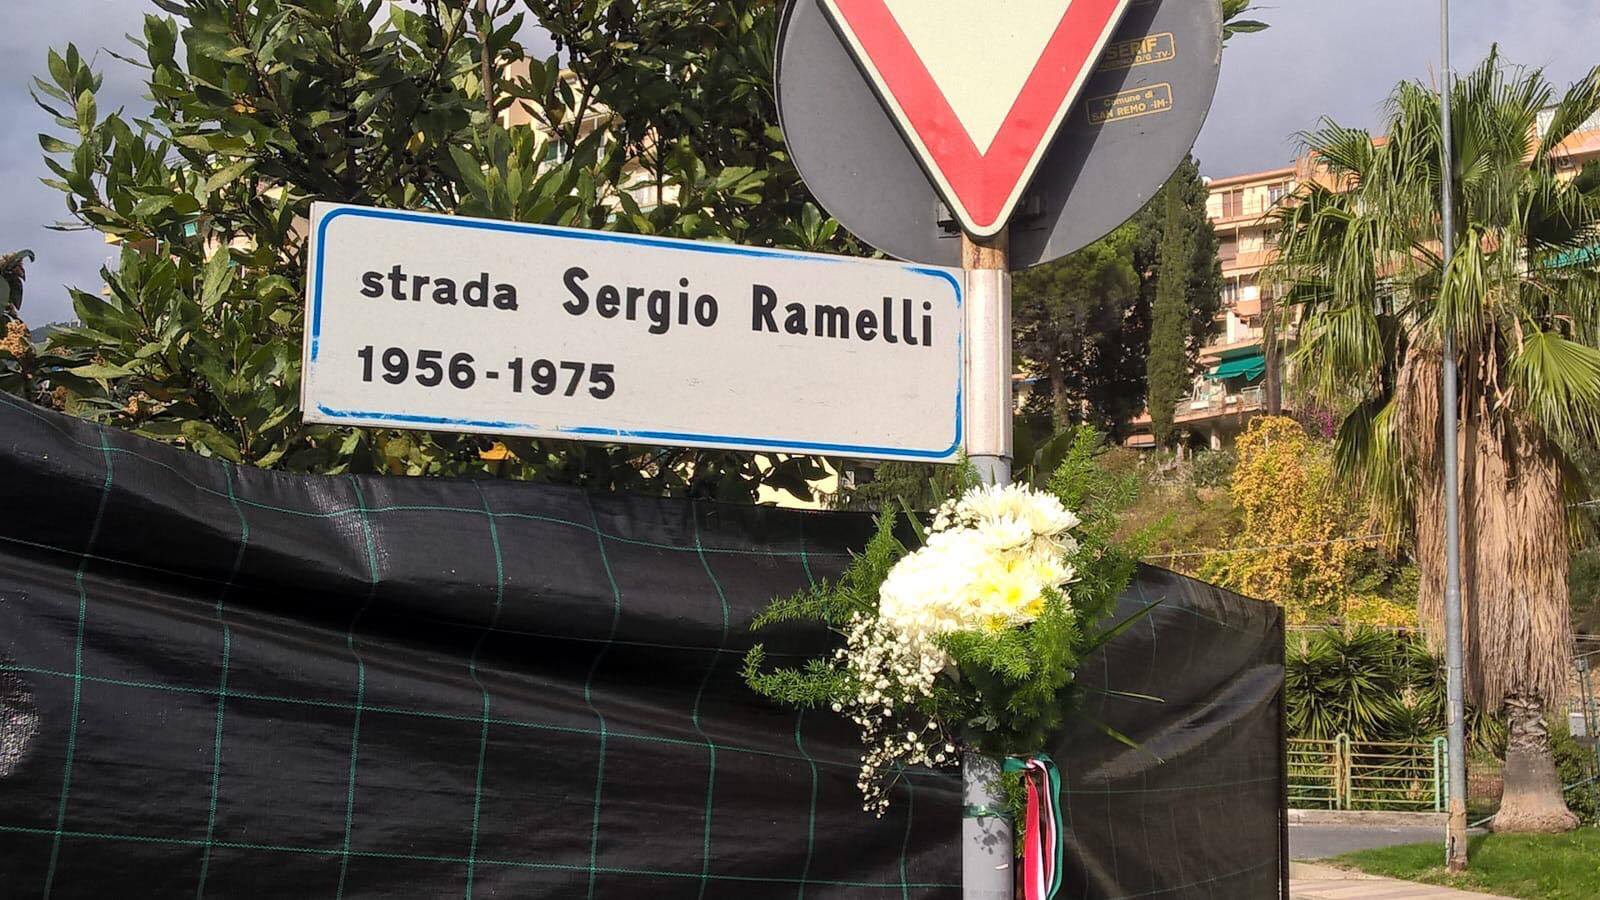 SERIF
Comune di
SAN REMO -IM-
strada Sergio Ramelli
1956-1975